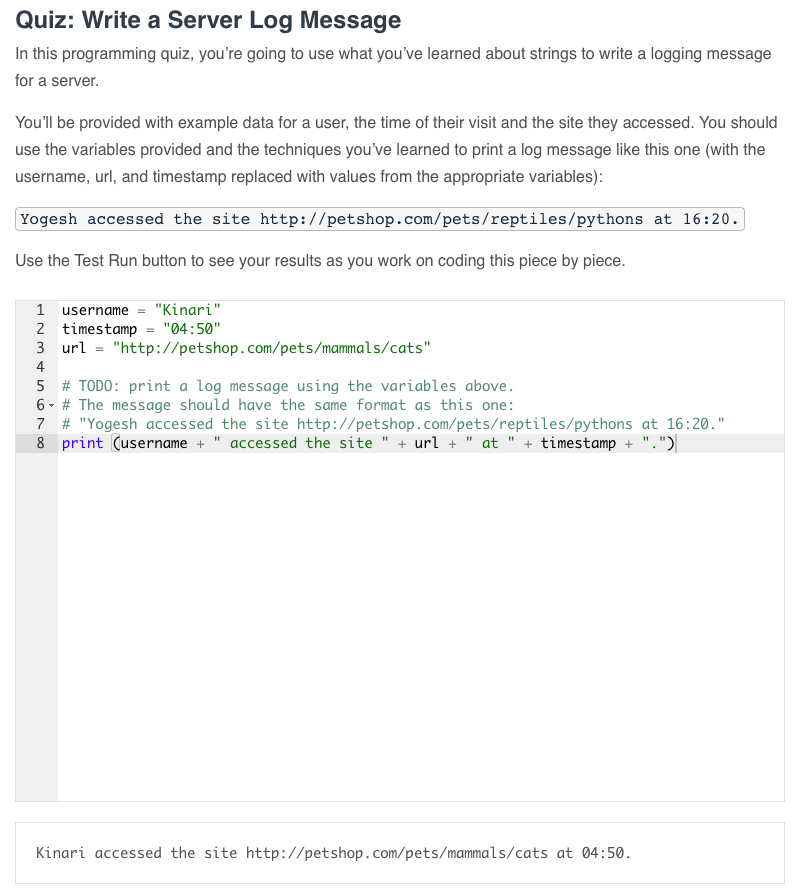 Quiz: Write a Server Log Message
In this programming quiz, you’re going to use what you’ve learned about strings to write a logging message
for a server.
You’ll be provided with example data for a user, the time of their visit and the site they accessed. You should
use the variables provided and the techniques you’ve learned to print a log message like this one (with the
username, url, and timestamp replaced with values from the appropriate variables):
Yogesh accessed the site http://petshop.com/pets/reptiles/pythons at 16:20.
Use the Test Run button to see your results as you work on coding this piece by piece.
1 username = "Kinari"
2 timestamp = "04:50"
3 url = "http://petshop.com/pets/mammals/cats"
4
5 # TODO: print a log message using the variables above.
6 # The message should have the same format as this one:
7 # "Yogesh accessed the site http://petshop.com/pets/reptiles/pythons at 16:20."
8 print (username + " accessed the site " + url + " at " + timestamp + ".")
Kinari accessed the site http://petshop.com/pets/mammals/cats at 04:50.